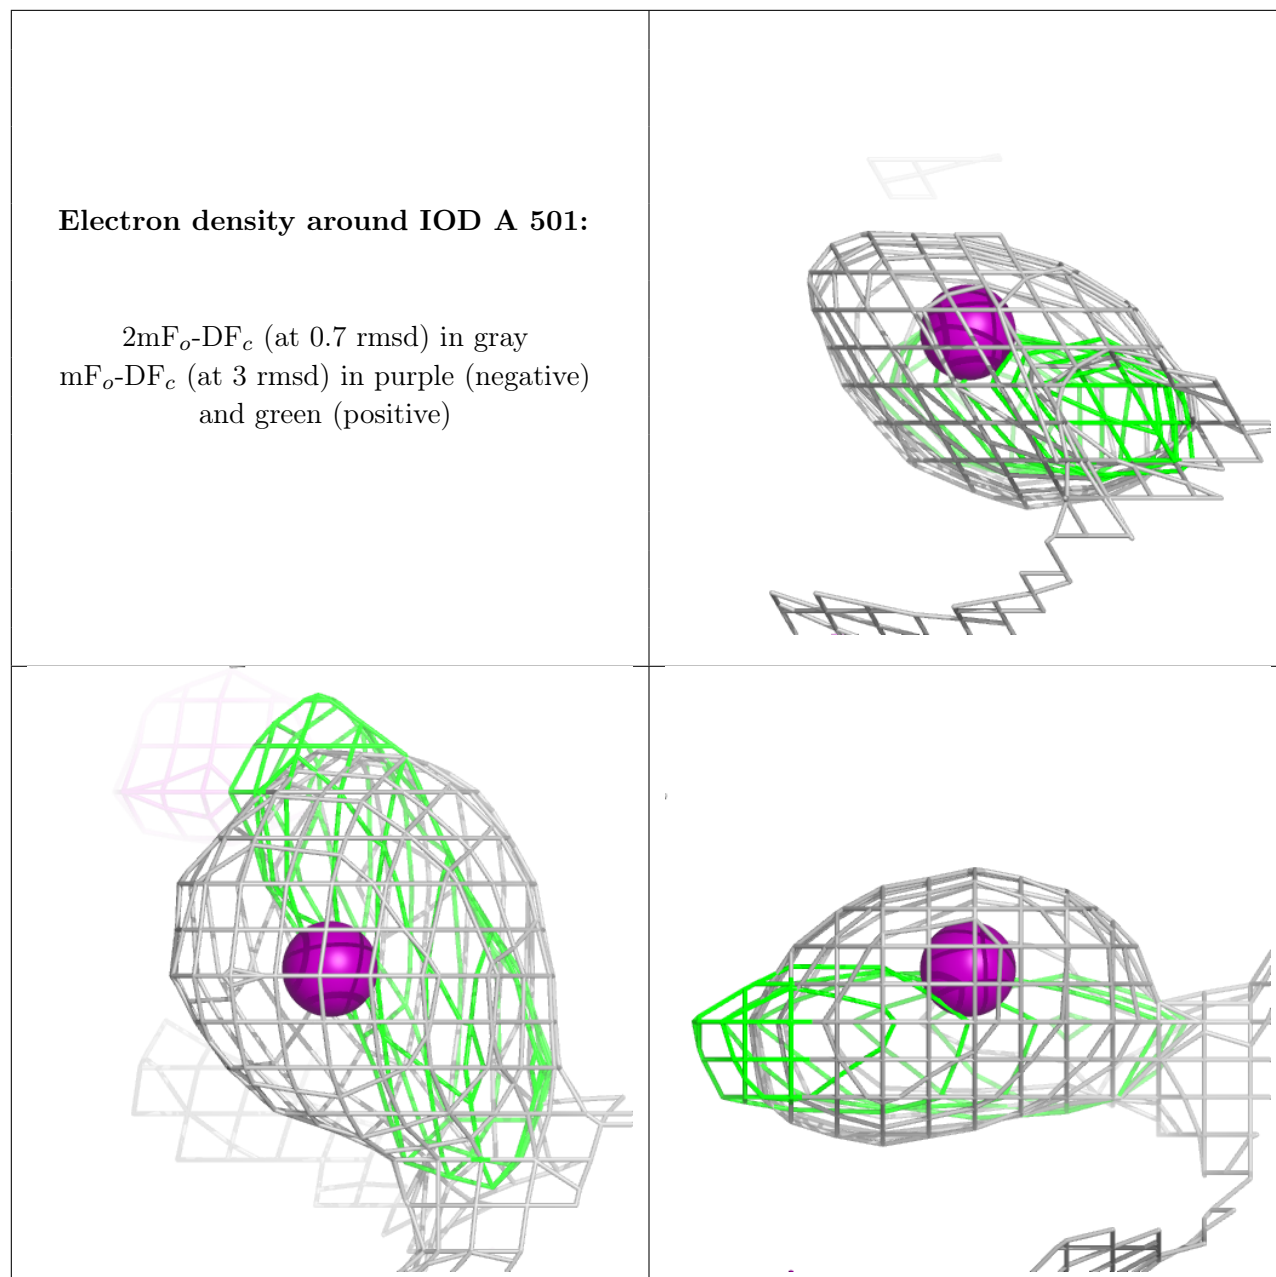 Electron density around IOD A 501:
2mFo-DFc (at 0.7 rmsd) in gray
mFo-DFc (at 3 rmsd) in purple (negative)
and green (positive)